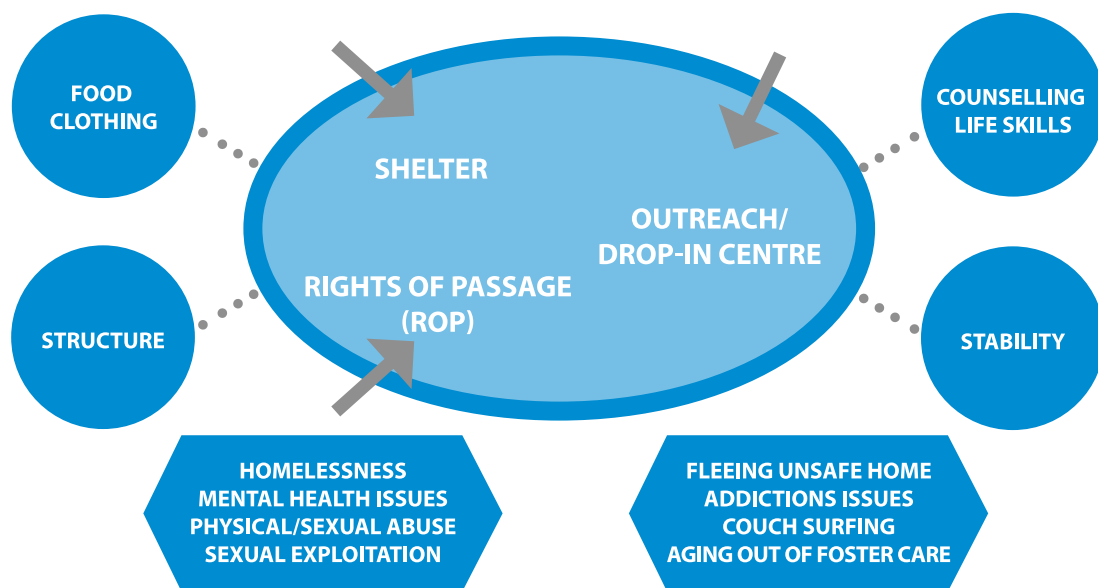 FOOD
CLOTHING
COUNSELLING
LIFE SKILLS
SHELTER
OUTREACH/
DROP-IN CENTRE
RIGHTS OF PASSAGE
(ROP)
STRUCTURE
STABILITY
HOMELESSNESS
MENTAL HEALTH ISSUES
PHYSICAL/SEXUAL ABUSE
SEXUAL EXPLOITATION
FLEEING UNSAFE HOME
ADDICTIONS ISSUES
COUCH SURFING
AGING OUT OF FOSTER CARE